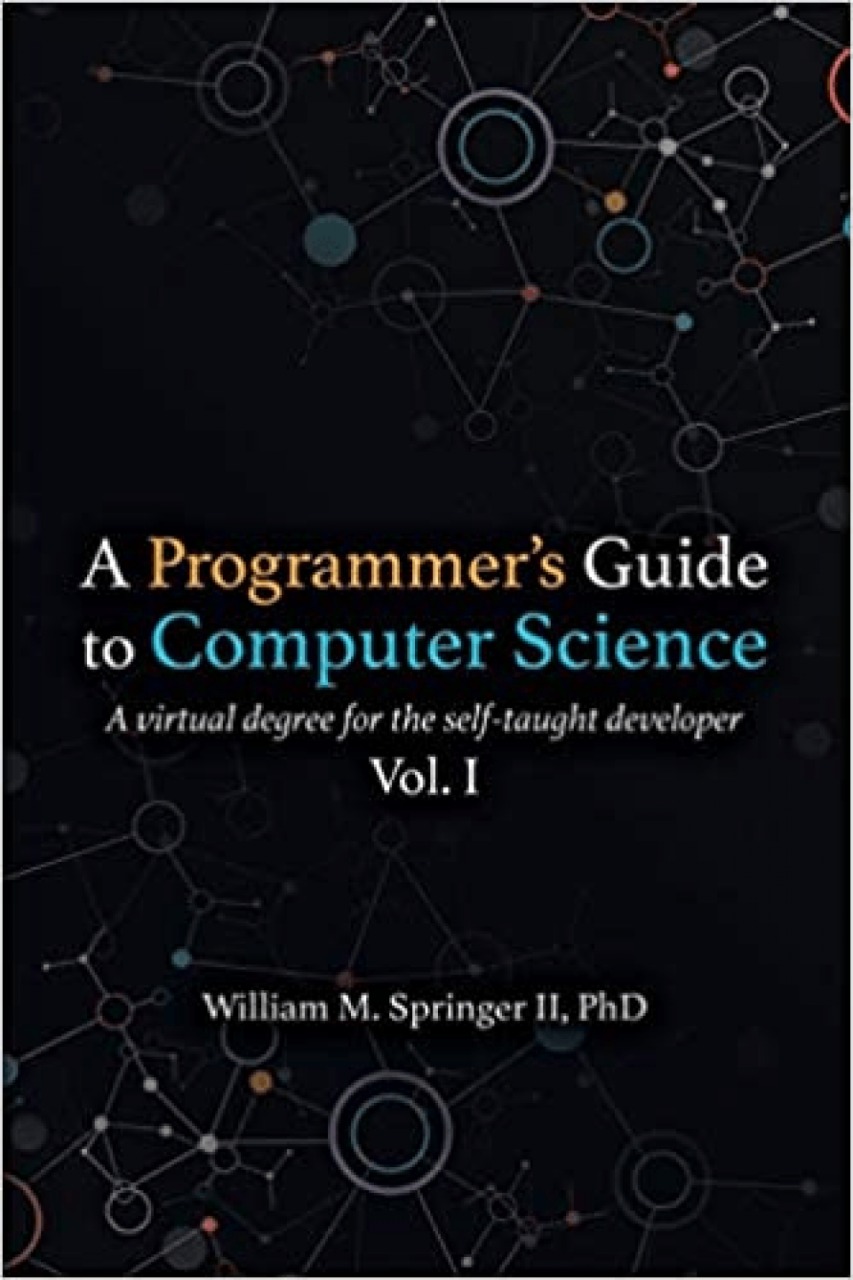 A Programmer’s Guide
to Computer Science
A virtual degree for the self-taught developer
Vol. I
William M. Springer II, PhD